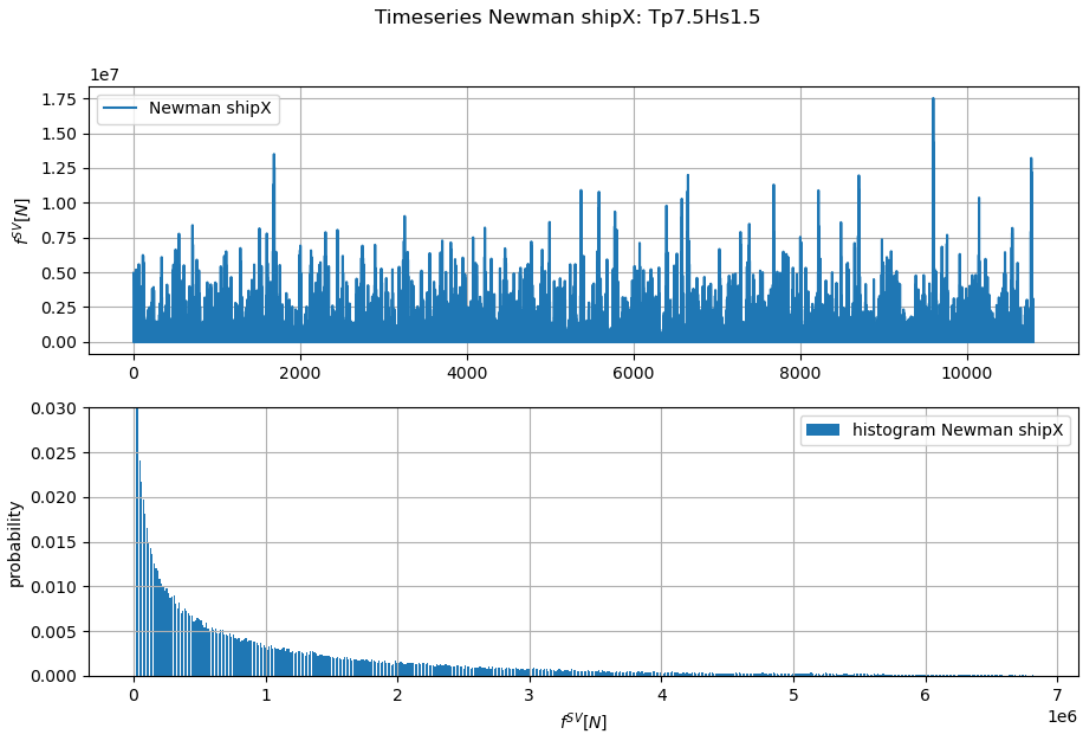 Timeseries Newman shipX: Tp7.5Hs1.5
1e7
Newman shipX
1.75
1.50
1.25
1.00
0.75
0.50
0.25
0.00
f^{SV}[N]
0 2000 4000 6000 8000 10000
histogram Newman shipX
0.030
0.025
0.020
0.015
0.010
0.005
0.000
probability
0 1 2 3 4 5 6 7
1e6
f^{SV}[N]